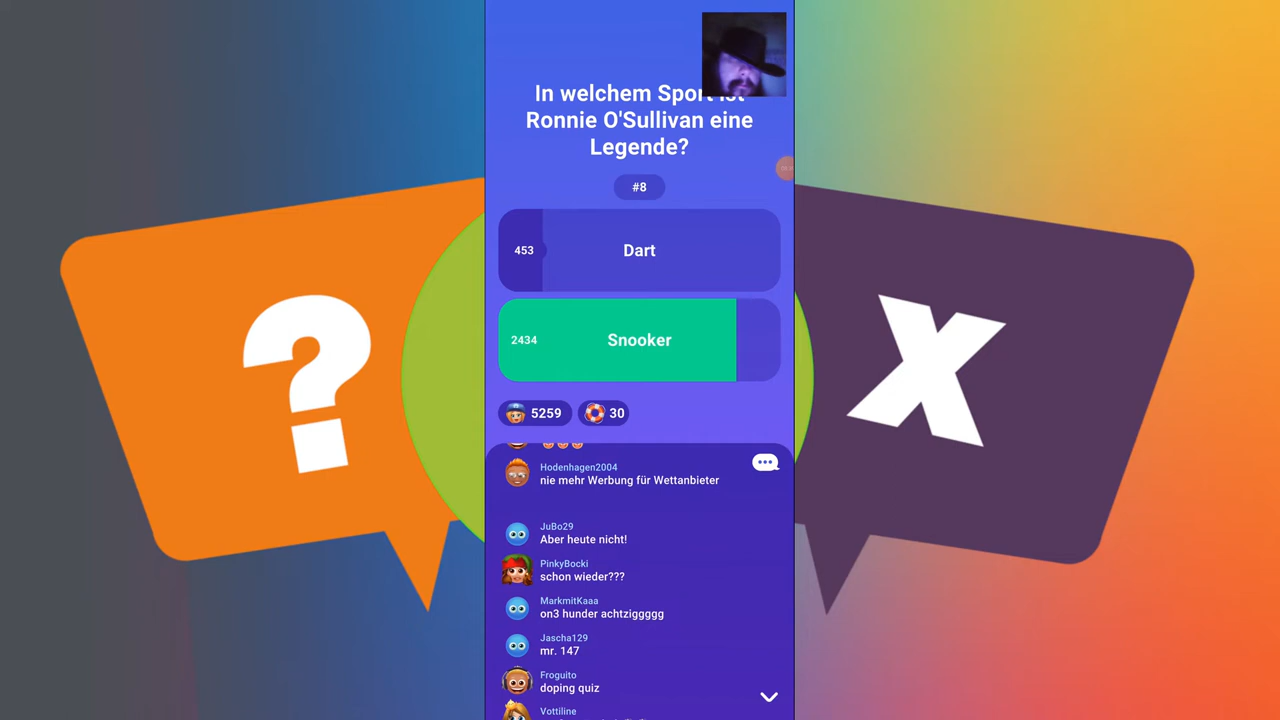 In welchem Sport ist
Ronnie O'Sullivan eine
Legende?
#8
453
Dart
2434
Snooker
5259
30
Hodenhagen2004
nie mehr Werbung für Wettanbieter
JuBo29
Aber heute nicht!
PinkyBocki
schon wieder???
MarkmitKaaa
on3 hunder achtziggggg
Jascha129
mr. 147
Froguito
doping quiz
Vottiline
?
X